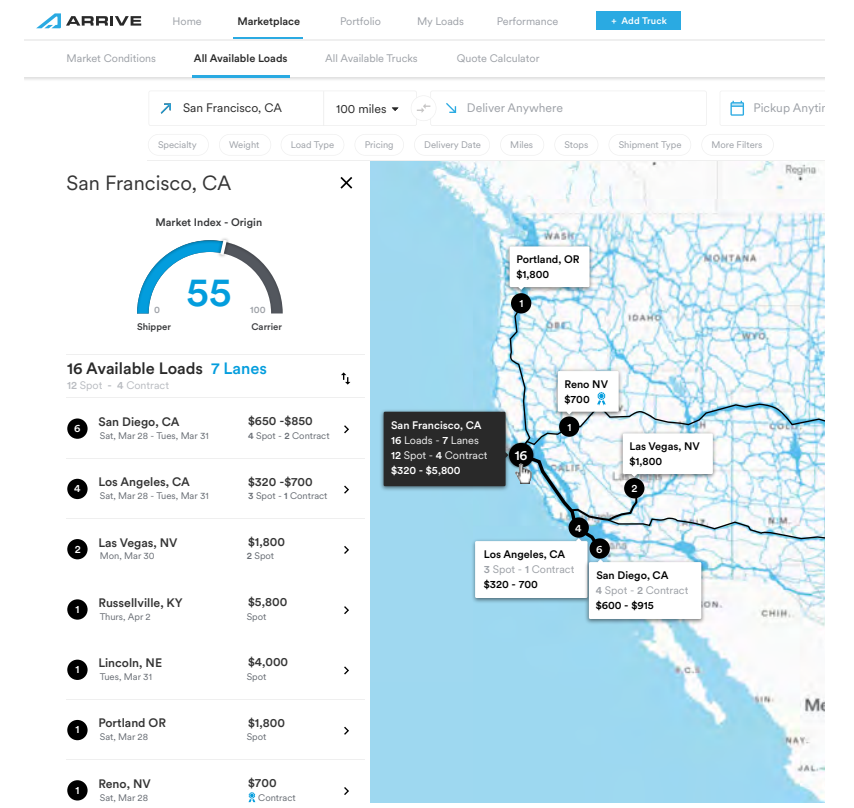 ARRIVE
Home
Marketplace
Portfolio
My Loads
Performance
+ Add Truck
Market Conditions
All Available Loads
All Available Trucks
Quote Calculator
San Francisco, CA
100 miles
Deliver Anywhere
Pickup Anytin
Specialty
Weight
Load Type
Pricing
Delivery Date
Miles
Stops
Shipment Type
More Filters
San Francisco, CA
Market Index - Origin
55
0
100
Shipper
Carrier
16 Available Loads 7 Lanes
12 Spot - 4 Contract
6
San Diego, CA
$650 -$850
Sat, Mar 28 - Tues, Mar 31
4 Spot - 2 Contract
4
Los Angeles, CA
$320 -$700
Sat, Mar 28 - Tues, Mar 31
3 Spot - 1 Contract
2
Las Vegas, NV
$1,800
Mon, Mar 30
2 Spot
1
Russellville, KY
$5,800
Thurs, Apr 2
Spot
1
Lincoln, NE
$4,000
Tues, Mar 31
Spot
1
Portland OR
$1,800
Sat, Mar 28
Spot
1
Reno, NV
$700
Sat, Mar 28
Contract
Regina
WASH.
MONTANA
Portland, OR
$1,800
1
ORE.
IDAHO
WYO.
Reno NV
$700
1
COLO.
San Francisco, CA
16 Loads - 7 Lanes
12 Spot - 4 Contract
$320 - $5,800
16
CALIF.
Las Vegas, NV
$1,800
2
4
6
ARIZ.
N.M.
Los Angeles, CA
3 Spot - 1 Contract
$320 - 700
San Diego, CA
4 Spot - 2 Contract
$600 - $915
SON.
CHIH.
B.C.S.
SIN.
Me
NAY.
JAL.